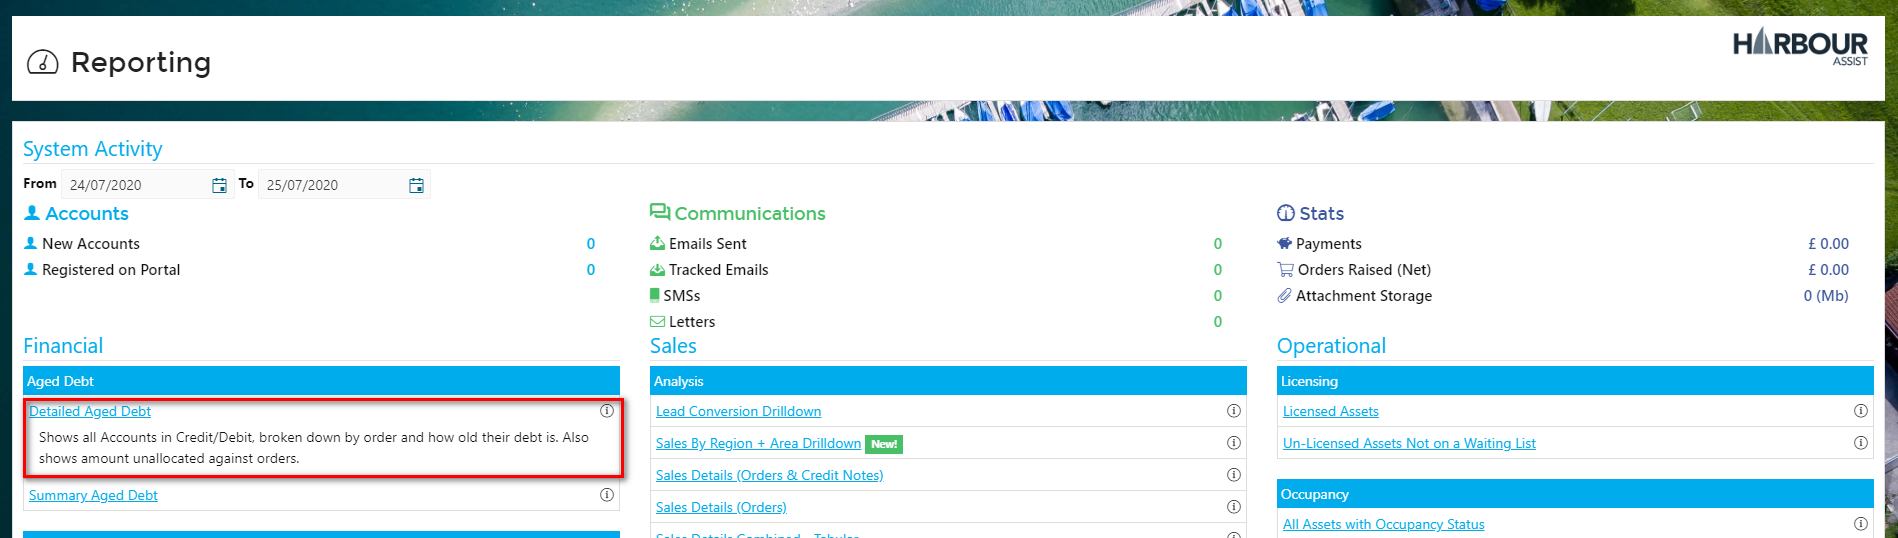 Reporting
HARBOUR
ASSIST
System Activity
From 24/07/2020 To 25/07/2020
Accounts
New Accounts 0
Registered on Portal 0
Communications
Emails Sent 0
Tracked Emails 0
SMSs 0
Letters 0
Stats
Payments £ 0.00
Orders Raised (Net) £ 0.00
Attachment Storage 0 (Mb)
Financial
Aged Debt
Detailed Aged Debt
Shows all Accounts in Credit/Debit, broken down by order and how old their debt is. Also
shows amount unallocated against orders.
Summary Aged Debt
Sales
Analysis
Lead Conversion Drilldown
Sales By Region + Area Drilldown New!
Sales Details (Orders & Credit Notes)
Sales Details (Orders)
Sales Details Combined - Tabular
Operational
Licensing
Licensed Assets
Un-Licensed Assets Not on a Waiting List
Occupancy
All Assets with Occupancy Status